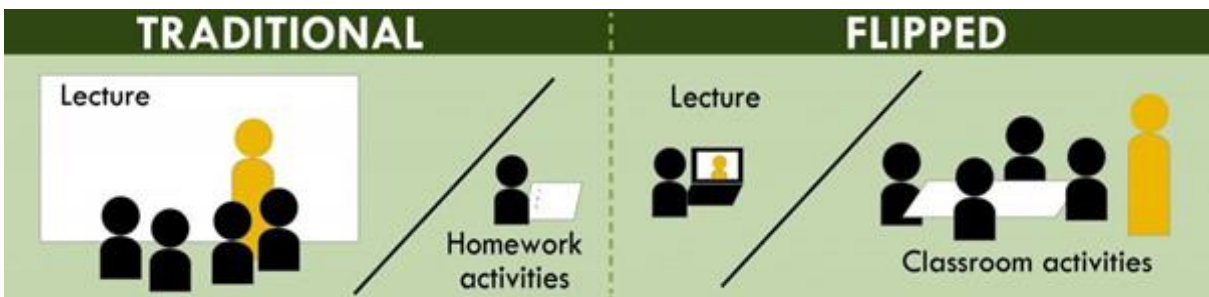 TRADITIONAL
Lecture
Homework
activities
FLIPPED
Lecture
Classroom activities